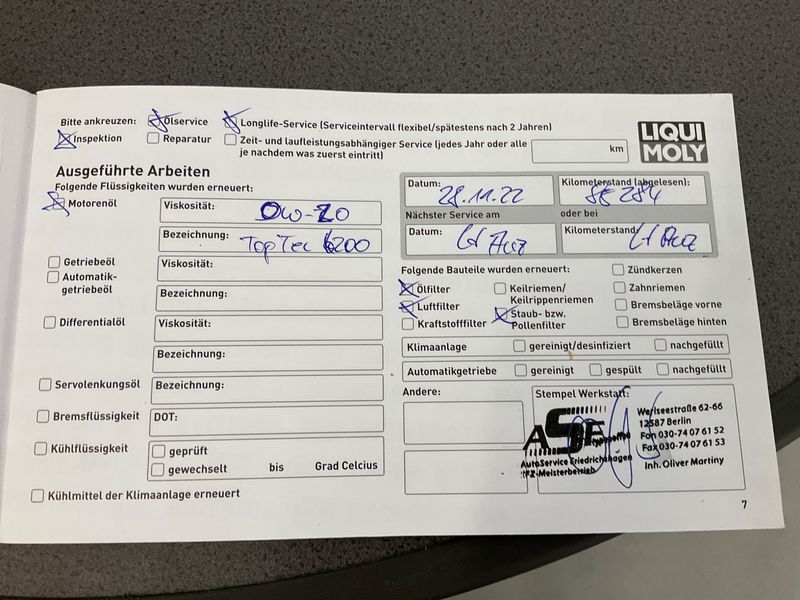 Bitte ankreuzen: Ölservice Longlife-Service (Serviceintervall flexibel/spätestens nach 2 Jahren)
Inspektion Reparatur Zeit- und laufleistungsabhängiger Service (jedes Jahr oder alle
je nachdem was zuerst eintritt) km
LIQUI
MOLY
Ausgeführte Arbeiten
Folgende Flüssigkeiten wurden erneuert:
Motorenöl Viskosität: 0W-20
Bezeichnung: Top Tec 6200
Getriebeöl Viskosität:
Automatik-
getriebeöl
Bezeichnung:
Differentialöl Viskosität:
Bezeichnung:
Servolenkungsöl Bezeichnung:
Bremsflüssigkeit DOT:
Kühlflüssigkeit geprüft
gewechselt bis Grad Celcius
Kühlmittel der Klimaanlage erneuert
Datum: 28.11.22 Kilometerstand (abgelesen):
Nächster Service am oder bei
Datum: Kilometerstand:
Folgende Bauteile wurden erneuert:
Ölfilter Keilriemen/
Keilrippenriemen Zündkerzen
Luftfilter Staub- bzw.
Pollenfilter Zahnriemen
Kraftstofffilter Bremsbeläge vorne
Bremsbeläge hinten
Klimaanlage gereinigt/desinfiziert nachgefüllt
Automatikgetriebe gereinigt gespült nachgefüllt
Andere: Stempel Werkstatt:
ASF
AutoService Friedrichshagen
KFZ-Meisterbetrieb
Werlseestraße 62-66
12587 Berlin
Fon 030-74 07 61 52
Fax 030-74 07 61 53
Inh. Oliver Martiny
7